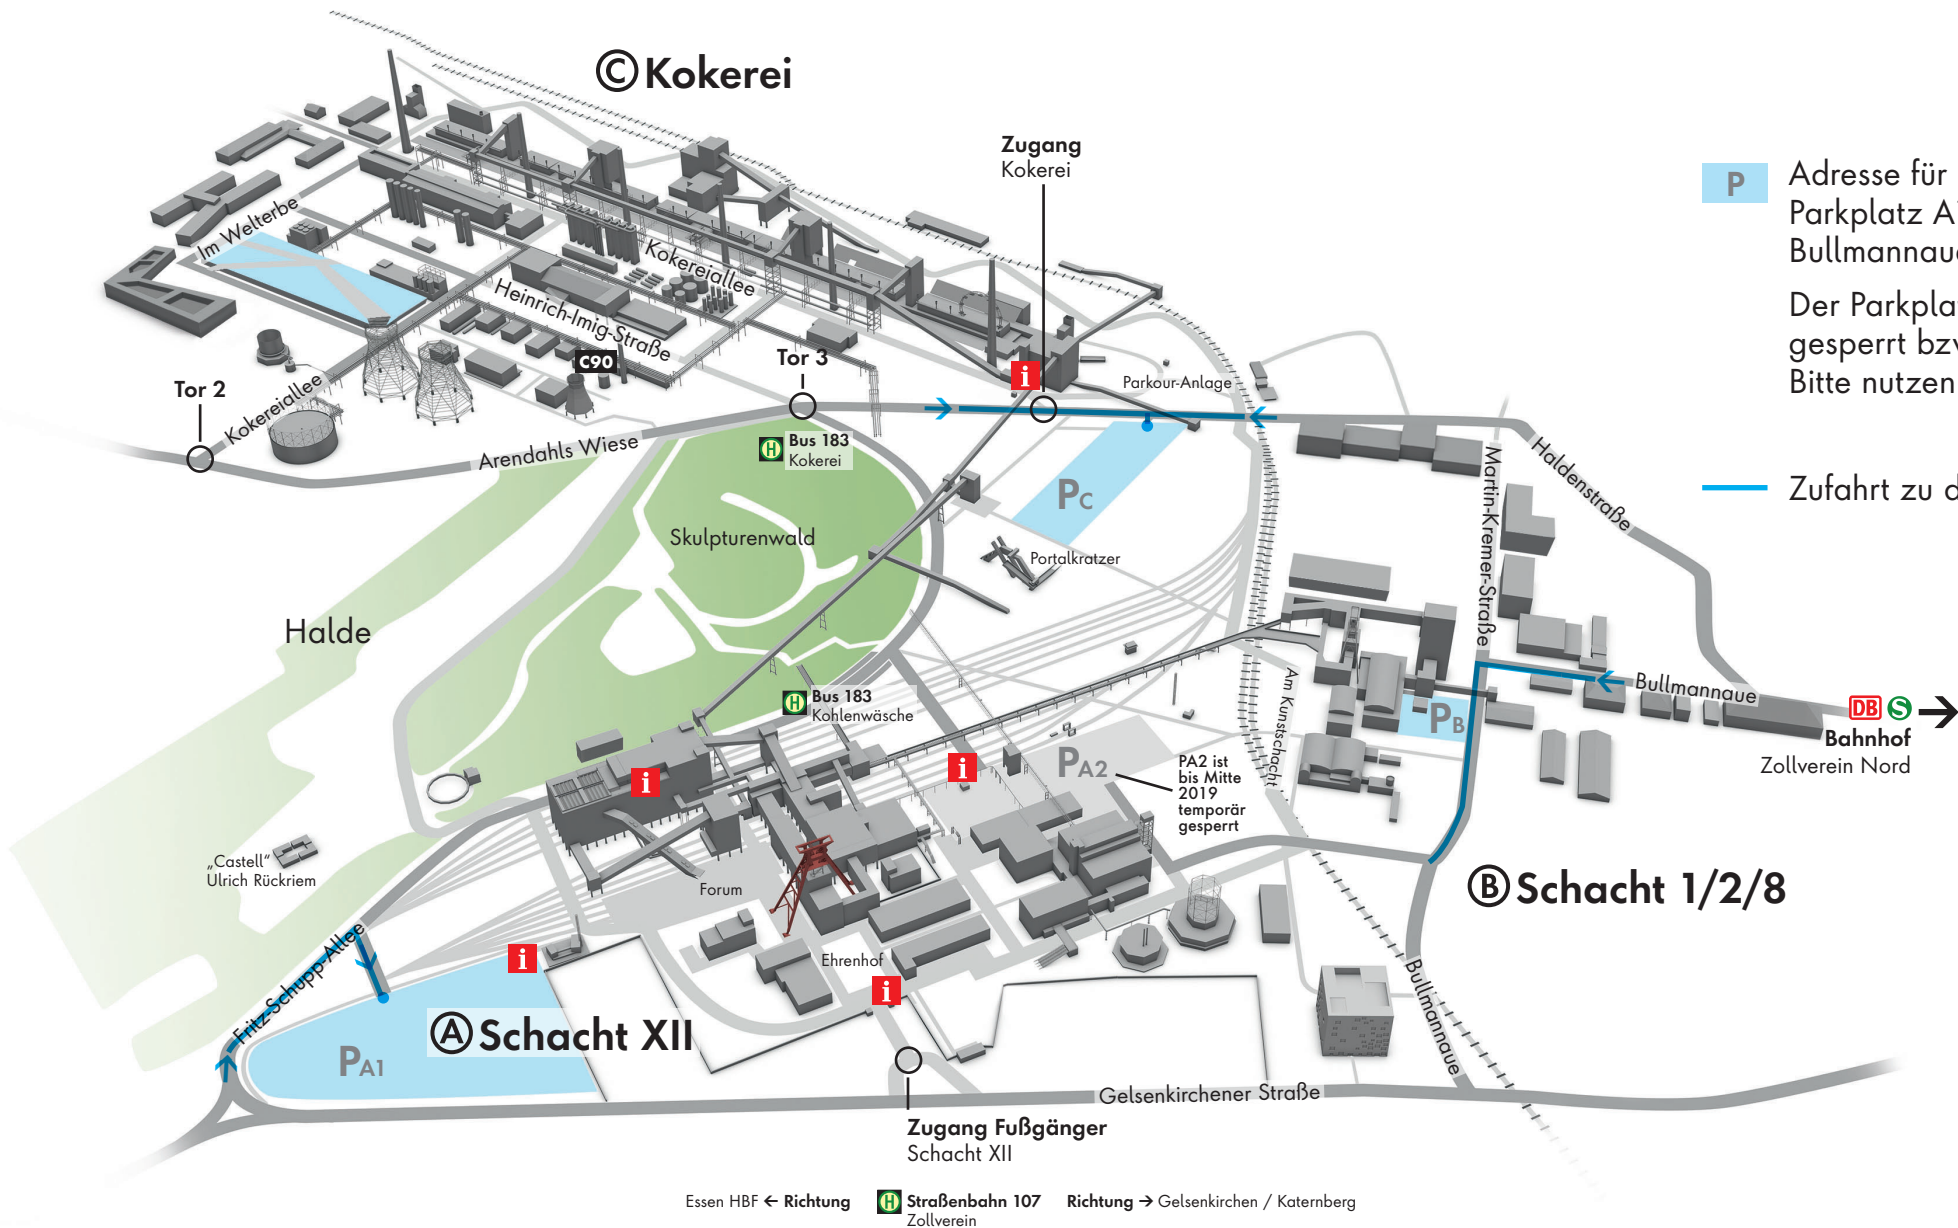 Ⓒ Kokerei
Zugang
Kokerei
P
Adresse für
Parkplatz A
Bullmannaue
Der Parkplat
gesperrt bzv
Bitte nutzen
Zufahrt zu d
Im Welterbe
Kokereiallee
Heinrich-Imig-Straße
C90
Tor 3
Tor 2
Kokereiallee
Arendahls Wiese
i
Parkour-Anlage
H Bus 183
Kokerei
PC
Skulpturenwald
Portalkratzer
Martin-Kremer-Straße
Haldenstraße
Halde
H Bus 183
Kohlenwäsche
Am Kunstschacht
Bullmannaue
DB S →
Bahnhof
Zollverein Nord
PB
i
i
PA2
PA2 ist
bis Mitte
2019
temporär
gesperrt
„Castell“
Ulrich Rückriem
Forum
Ⓑ Schacht 1/2/8
Fritz-Schupp-Allee
i
Ehrenhof
i
Ⓐ Schacht XII
PA1
Bullmannaue
Gelsenkirchener Straße
Zugang Fußgänger
Schacht XII
Essen HBF ← Richtung H Straßenbahn 107 Richtung → Gelsenkirchen / Katernberg
Zollverein